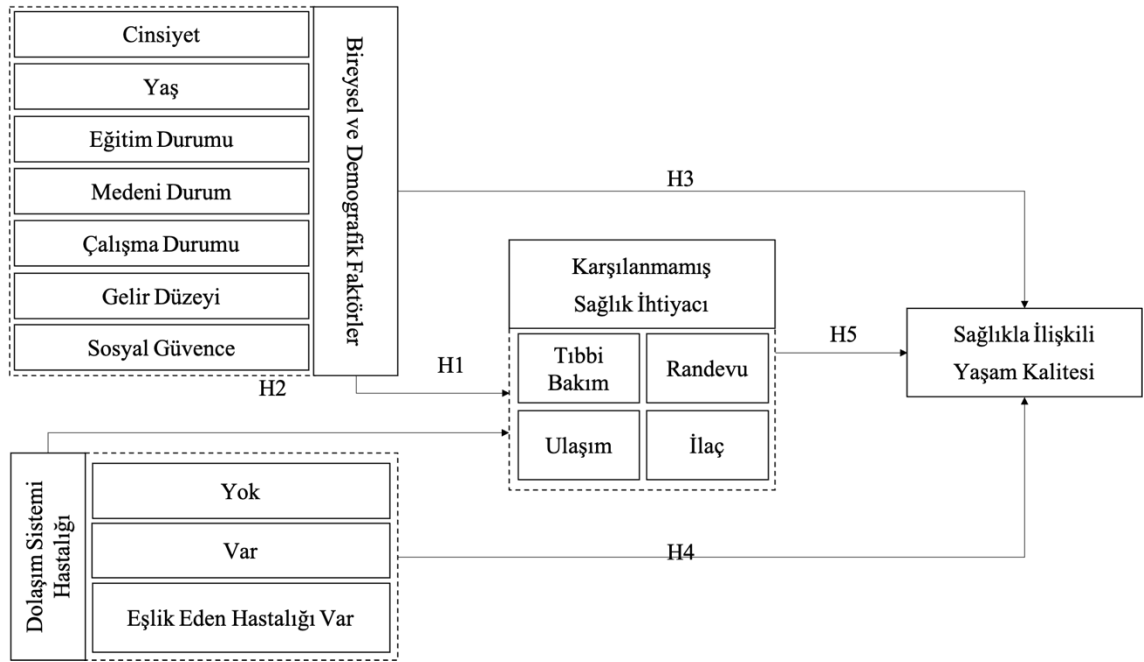 Cinsiyet
Yaş
Eğitim Durumu
Medeni Durum
Çalışma Durumu
Gelir Düzeyi
Sosyal Güvence
Bireysel ve Demografik Faktörler
H3
Karşılanmamış
Sağlık İhtiyacı
Tıbbi
Bakım
Randevu
Ulaşım
İlaç
H1
H2
H5
Sağlıkla İlişkili
Yaşam Kalitesi
Dolaşım Sistemi
Hastalığı
Yok
Var
Eşlik Eden Hastalığı Var
H4